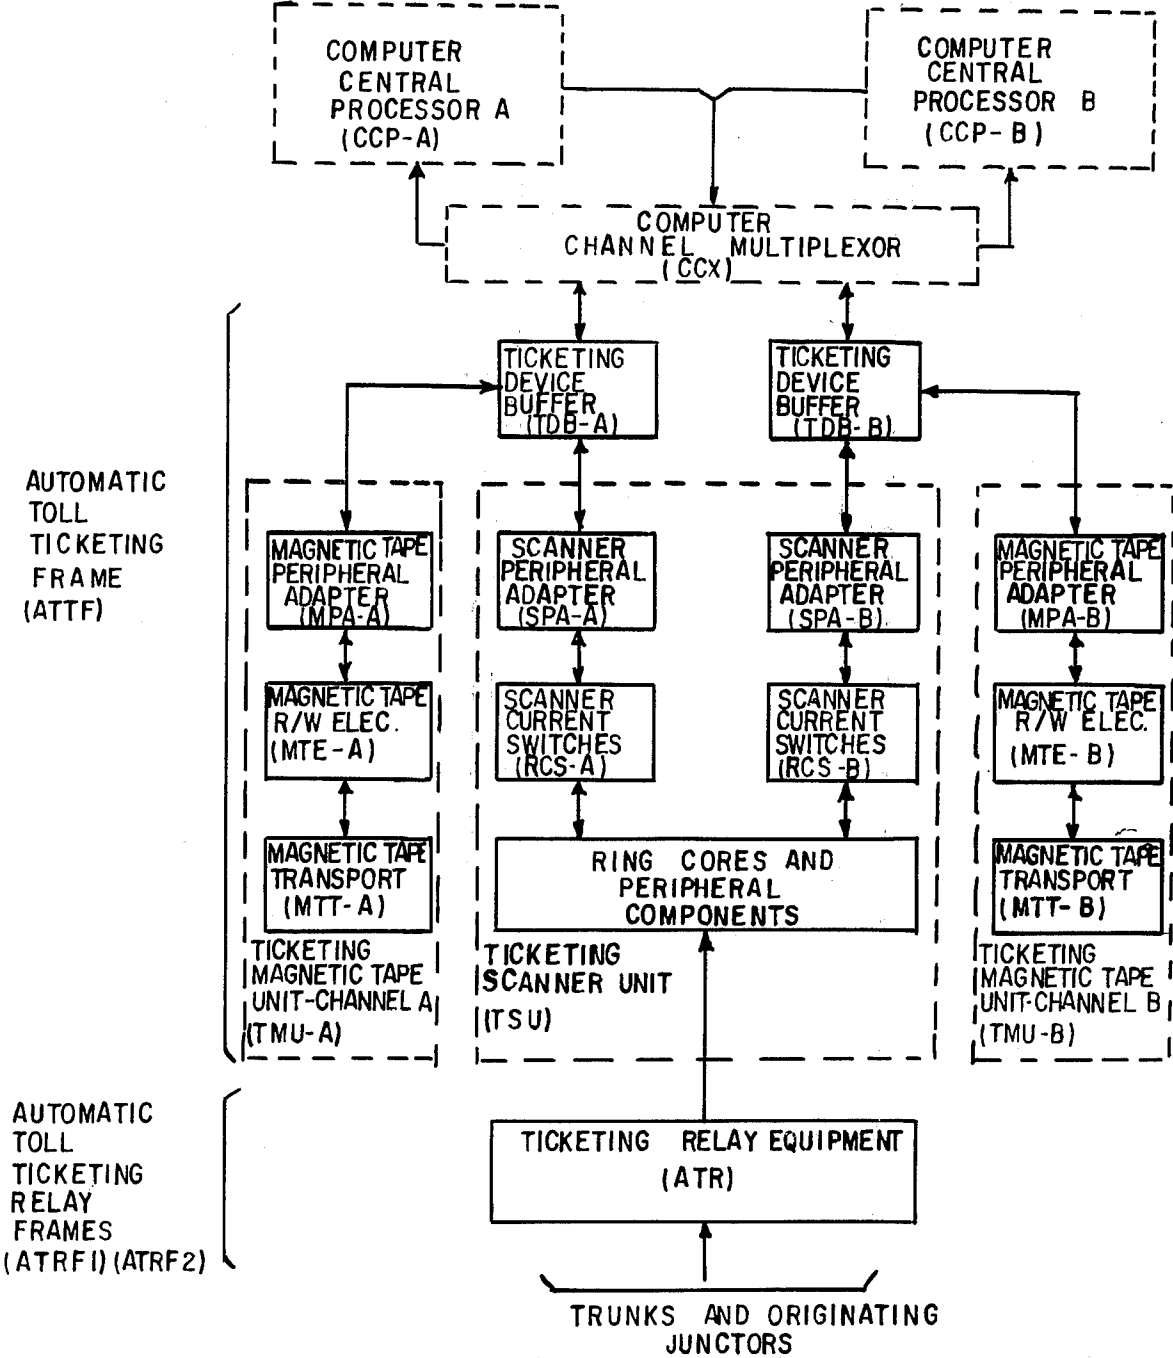 COMPUTER
CENTRAL
PROCESSOR A
(CCP-A)
COMPUTER
CENTRAL
PROCESSOR B
(CCP-B)
COMPUTER
CHANNEL MULTIPLEXOR
(CCX)
TICKETING
DEVICE
BUFFER
(TDB-A)
TICKETING
DEVICE
BUFFER
(TDB-B)
AUTOMATIC
TOLL
TICKETING
FRAME
(ATTF)
MAGNETIC TAPE
PERIPHERAL
ADAPTER
(MPA-A)
SCANNER
PERIPHERAL
ADAPTER
(SPA-A)
SCANNER
PERIPHERAL
ADAPTER
(SPA-B)
MAGNETIC TAPE
PERIPHERAL
ADAPTER
(MPA-B)
MAGNETIC TAPE
R/W ELEC.
(MTE-A)
SCANNER
CURRENT
SWITCHES
(RCS-A)
SCANNER
CURRENT
SWITCHES
(RCS-B)
MAGNETIC TAPE
R/W ELEC.
(MTE-B)
MAGNETIC TAPE
TRANSPORT
(MTT-A)
RING CORES AND
PERIPHERAL
COMPONENTS
MAGNETIC TAPE
TRANSPORT
(MTT-B)
TICKETING
MAGNETIC TAPE
UNIT-CHANNEL A
(TMU-A)
TICKETING
SCANNER UNIT
(TSU)
TICKETING
MAGNETIC TAPE
UNIT-CHANNEL B
(TMU-B)
AUTOMATIC
TOLL
TICKETING
RELAY
FRAMES
(ATRF1)(ATRF2)
TICKETING RELAY EQUIPMENT
(ATR)
TRUNKS AND ORIGINATING
JUNCTORS